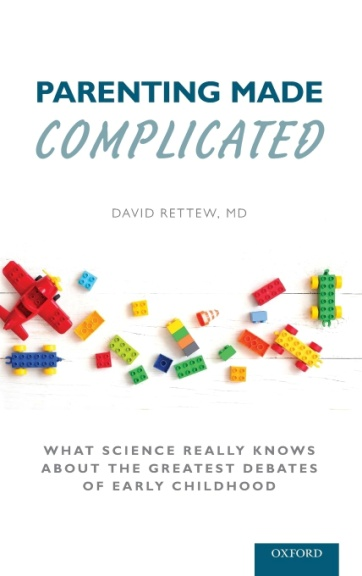 PARENTING MADE
COMPLICATED
DAVID RETTEW, MD
WHAT SCIENCE REALLY KNOWS
ABOUT THE GREATEST DEBATES
OF EARLY CHILDHOOD
OXFORD